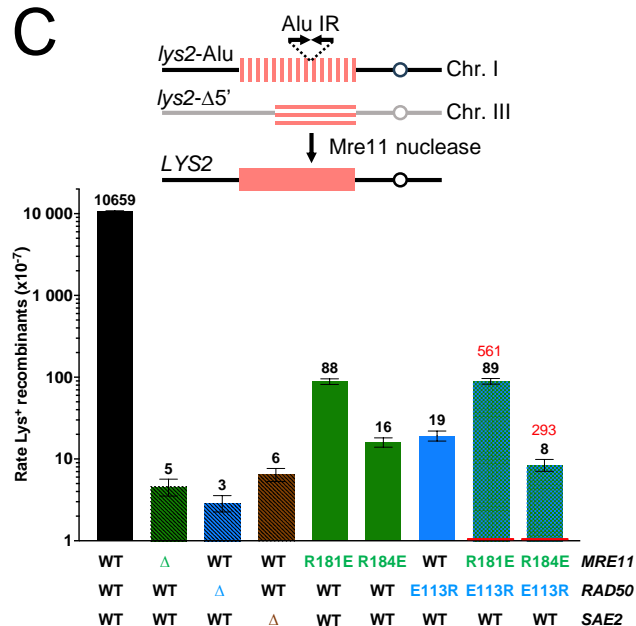 C
Alu IR
lys2-Alu
Chr. I
lys2-Δ5'
Chr. III
Mre11 nuclease
LYS2
Rate Lys⁺ recombinants (x10⁻⁷)
10 000
1 000
100
10
1
10659
5
3
6
88
16
19
561
89
293
8
WT Δ WT WT R181E R184E WT R181E R184E MRE11
WT WT Δ WT WT WT E113R E113R E113R RAD50
WT WT WT Δ WT WT WT WT WT SAE2